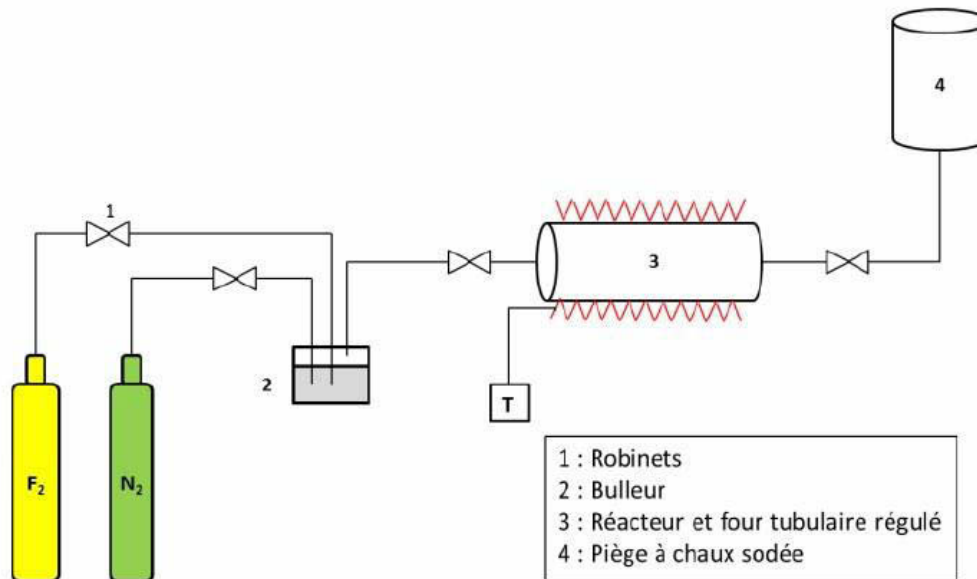 4
1
3
2
T
F₂
N₂
1 : Robinets
2 : Bulleur
3 : Réacteur et four tubulaire régulé
4 : Piège à chaux sodée